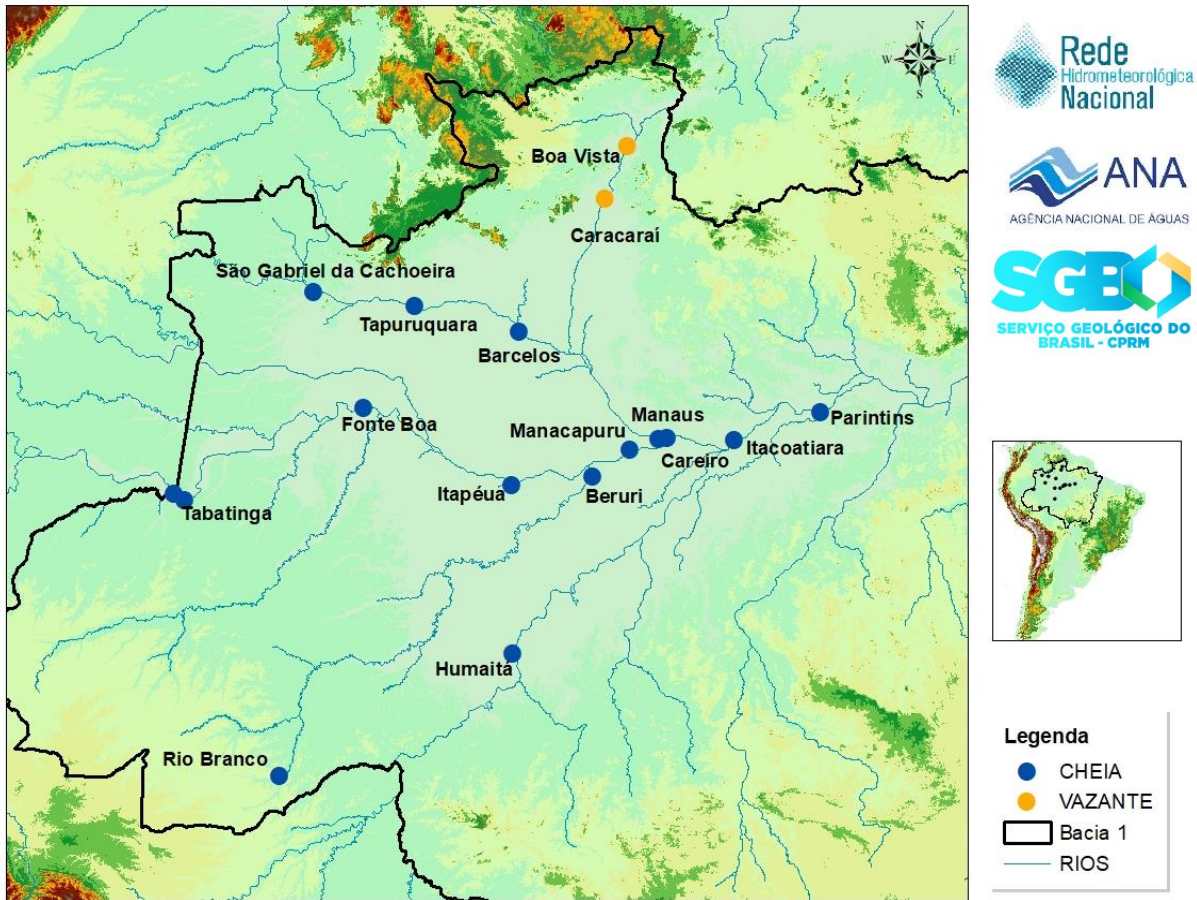 N
W
E
S
Boa Vista
Caracaraí
São Gabriel da Cachoeira
Tapuruquara
Barcelos
Fonte Boa
Manaus
Parintins
Manacapuru
Careiro
Itacoatiara
Itapéua
Beruri
Tabatinga
Humaitá
Rio Branco
Rede
Hidrometeorológica
Nacional
ANA
AGÊNCIA NACIONAL DE ÁGUAS
SGB
SERVIÇO GEOLÓGICO DO
BRASIL - CPRM
Legenda
CHEIA
VAZANTE
Bacia 1
RIOS